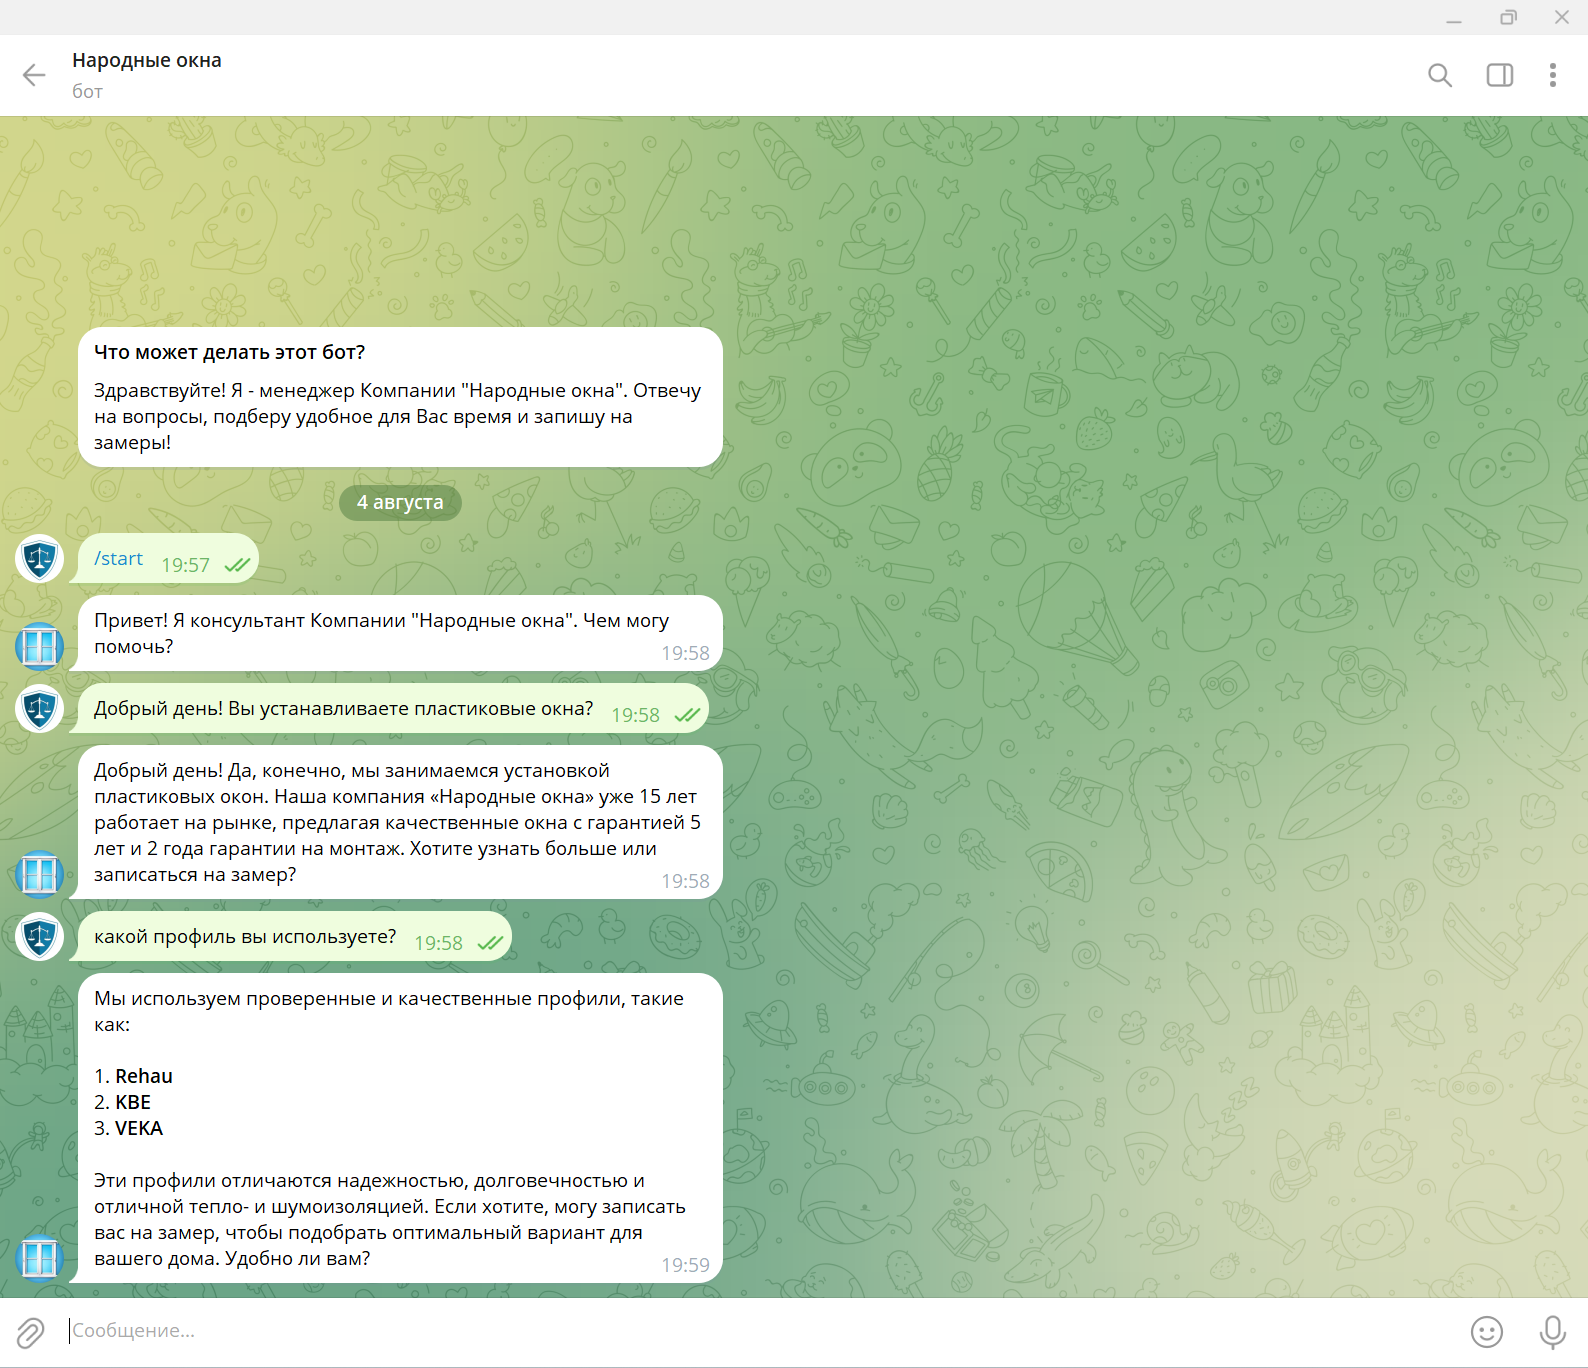 Народные окна
бот
Что может делать этот бот?
Здравствуйте! Я - менеджер Компании "Народные окна". Отвечу
на вопросы, подберу удобное для Вас время и запишу на
замеры!
4 августа
/start 19:57
Привет! Я консультант Компании "Народные окна". Чем могу
помочь?
19:58
Добрый день! Вы устанавливаете пластиковые окна? 19:58
Добрый день! Да, конечно, мы занимаемся установкой
пластиковых окон. Наша компания «Народные окна» уже 15 лет
работает на рынке, предлагая качественные окна с гарантией 5
лет и 2 года гарантии на монтаж. Хотите узнать больше или
записаться на замер?
19:58
какой профиль вы используете? 19:58
Мы используем проверенные и качественные профили, такие
как:
1. Rehau
2. KBE
3. VEKA
Эти профили отличаются надежностью, долговечностью и
отличной тепло- и шумоизоляцией. Если хотите, могу записать
вас на замер, чтобы подобрать оптимальный вариант для
вашего дома. Удобно ли вам?
19:59
Сообщение...